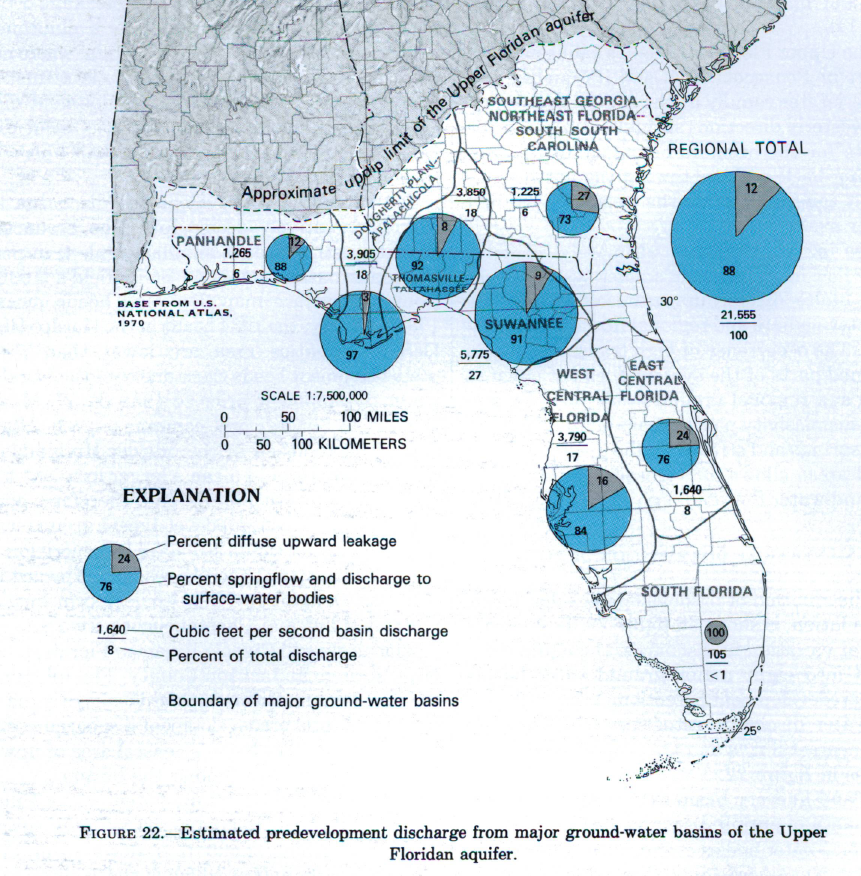 Approximate updip limit of the Upper Floridan aquifer
SOUTHEAST GEORGIA–
NORTHEAST FLORIDA–
SOUTH SOUTH
CAROLINA
1,225
6
27
73
REGIONAL TOTAL
12
88
21,555
100
DOUGHERTY PLAIN–
APALACHICOLA
3,905
18
3
97
3,850
18
8
92
THOMASVILLE–
TALLAHASSEE
PANHANDLE
1,265
6
12
88
BASE FROM U.S.
NATIONAL ATLAS,
1970
9
SUWANNEE
91
5,775
27
30°
WEST
CENTRAL
FLORIDA
3,790
17
16
84
EAST
CENTRAL
FLORIDA
24
76
1,640
8
SOUTH FLORIDA
100
105
<1
25°
SCALE 1:7,500,000
0 50 100 MILES
0 50 100 KILOMETERS
EXPLANATION
24
76
Percent diffuse upward leakage
Percent springflow and discharge to
surface-water bodies
1,640
Cubic feet per second basin discharge
8
Percent of total discharge
Boundary of major ground-water basins
FIGURE 22.—Estimated predevelopment discharge from major ground-water basins of the Upper
Floridan aquifer.